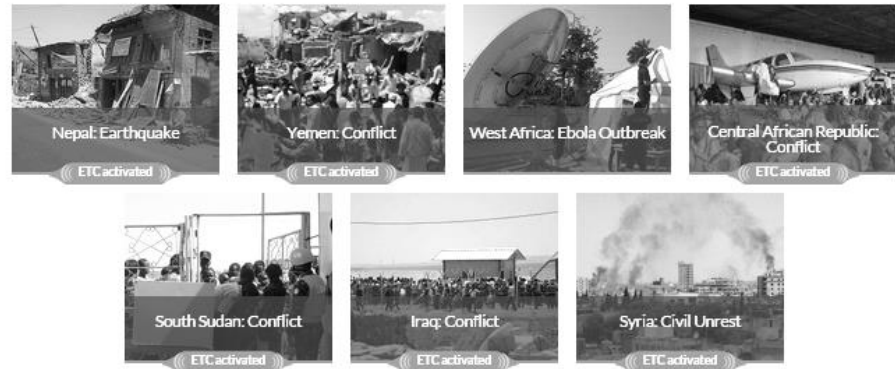 Nepal: Earthquake
Yemen: Conflict
West Africa: Ebola Outbreak
Central African Republic:
Conflict
ETC activated
ETC activated
ETC activated
South Sudan: Conflict
Iraq: Conflict
Syria: Civil Unrest
ETC activated
ETC activated
ETC activated